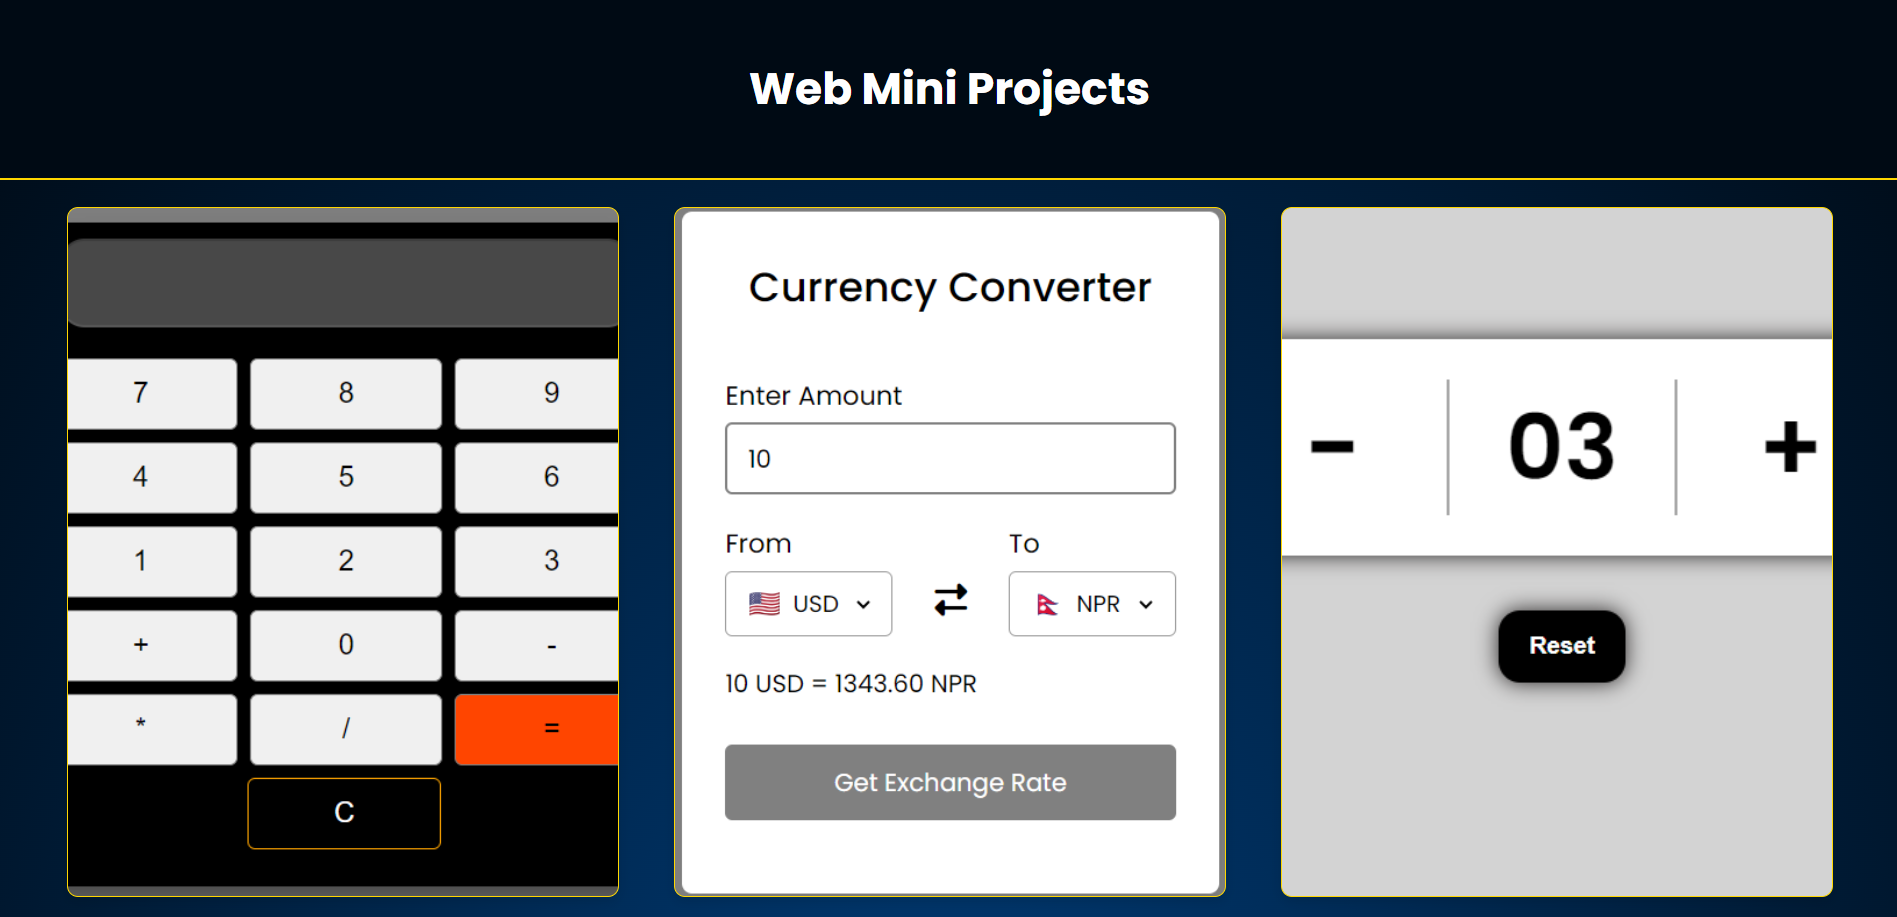 Web Mini Projects
7 8 9
4 5 6
1 2 3
+ 0 -
* / =
C
Currency Converter
Enter Amount
10
From To
USD NPR
10 USD = 1343.60 NPR
Get Exchange Rate
- 03 +
Reset